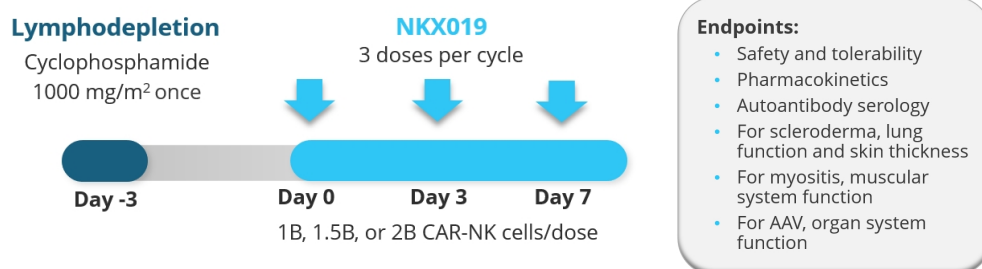 Lymphodepletion
Cyclophosphamide
1000 mg/m² once
NKX019
3 doses per cycle
Day -3
Day 0
Day 3
Day 7
1B, 1.5B, or 2B CAR-NK cells/dose
Endpoints:
• Safety and tolerability
• Pharmacokinetics
• Autoantibody serology
• For scleroderma, lung
function and skin thickness
• For myositis, muscular
system function
• For AAV, organ system
function